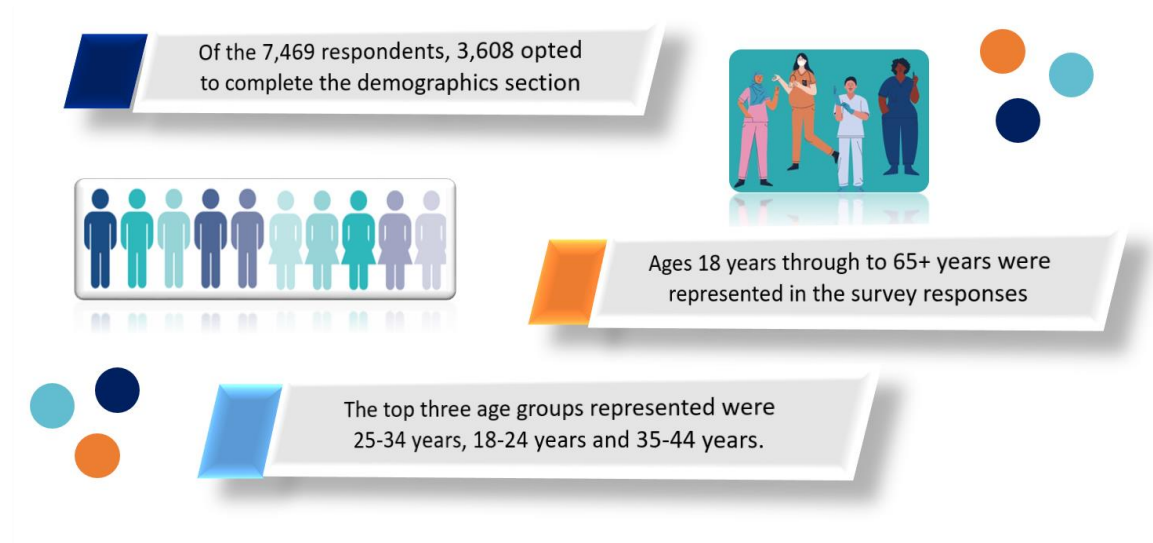 Of the 7,469 respondents, 3,608 opted
to complete the demographics section
Ages 18 years through to 65+ years were
represented in the survey responses
The top three age groups represented were
25-34 years, 18-24 years and 35-44 years.